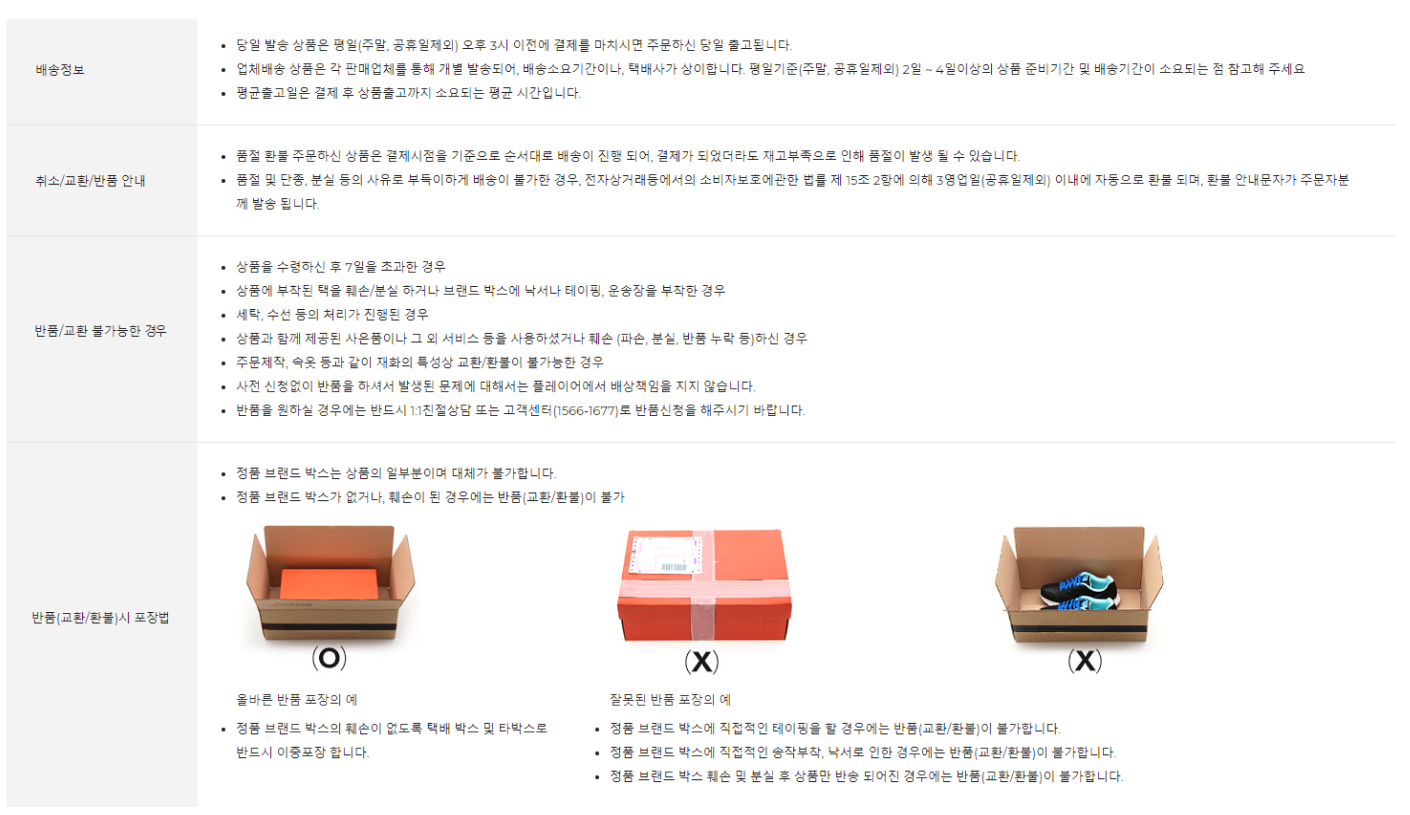 배송정보
당일 발송 상품은 평일(주말, 공휴일제외) 오후 3시 이전에 결제를 마치시면 주문하신 당일 출고됩니다.
업체배송 상품은 각 판매업체를 통해 개별 발송되어, 배송소요기간이나, 택배사가 상이합니다. 평일기준(주말, 공휴일제외) 2일 ~ 4일이상의 상품 준비기간 및 배송기간이 소요되는 점 참고해 주세요
평균출고일은 결제 후 상품출고까지 소요되는 평균 시간입니다.
취소/교환/반품 안내
품절 환불 주문하신 상품은 결제시점을 기준으로 순서대로 배송이 진행 되어, 결제가 되었더라도 재고부족으로 인해 품절이 발생 될 수 있습니다.
품절 및 단종, 분실 등의 사유로 부득이하게 배송이 불가한 경우, 전자상거래등에서의 소비자보호에관한 법률 제 15조 2항에 의해 3영업일(공휴일제외) 이내에 자동으로 환불 되며, 환불 안내문자가 주문자분
께 발송 됩니다.
반품/교환 불가능한 경우
상품을 수령하신 후 7일을 초과한 경우
상품에 부착된 택을 훼손/분실 하거나 브랜드 박스에 낙서나 테이핑, 운송장을 부착한 경우
세탁, 수선 등의 처리가 진행된 경우
상품과 함께 제공된 사은품이나 그 외 서비스 등을 사용하셨거나 훼손 (파손, 분실, 반품 누락 등)하신 경우
주문제작, 속옷 등과 같이 재화의 특성상 교환/환불이 불가능한 경우
사전 신청없이 반품을 하셔서 발생된 문제에 대해서는 플레이어에서 배상책임을 지지 않습니다.
반품을 원하실 경우에는 반드시 1:1친절상담 또는 고객센터(1566-1677)로 반품신청을 해주시기 바랍니다.
반품(교환/환불)시 포장법
정품 브랜드 박스는 상품의 일부분이며 대체가 불가합니다.
정품 브랜드 박스가 없거나, 훼손이 된 경우에는 반품(교환/환불)이 불가
(O)
(X)
(X)
올바른 반품 포장의 예
정품 브랜드 박스의 훼손이 없도록 택배 박스 및 타박스로
반드시 이중포장 합니다.
잘못된 반품 포장의 예
정품 브랜드 박스에 직접적인 테이핑을 할 경우에는 반품(교환/환불)이 불가합니다.
정품 브랜드 박스에 직접적인 송작부착, 낙서로 인한 경우에는 반품(교환/환불)이 불가합니다.
정품 브랜드 박스 훼손 및 분실 후 상품만 반송 되어진 경우에는 반품(교환/환불)이 불가합니다.